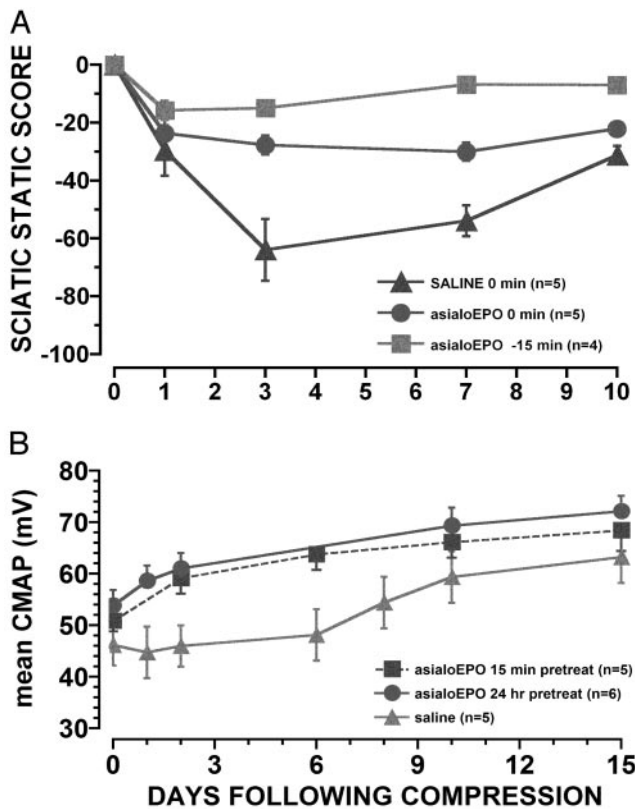 A
SCIATIC STATIC SCORE
0
-20
-40
-60
-80
-100
SALINE 0 min (n=5)
asialoEPO 0 min (n=5)
asialoEPO -15 min (n=4)
0 1 2 3 4 5 6 7 8 9 10
B
mean CMAP (mV)
80
70
60
50
40
30
asialoEPO 15 min pretreat (n=5)
asialoEPO 24 hr pretreat (n=6)
saline (n=5)
0 3 6 9 12 15
DAYS FOLLOWING COMPRESSION